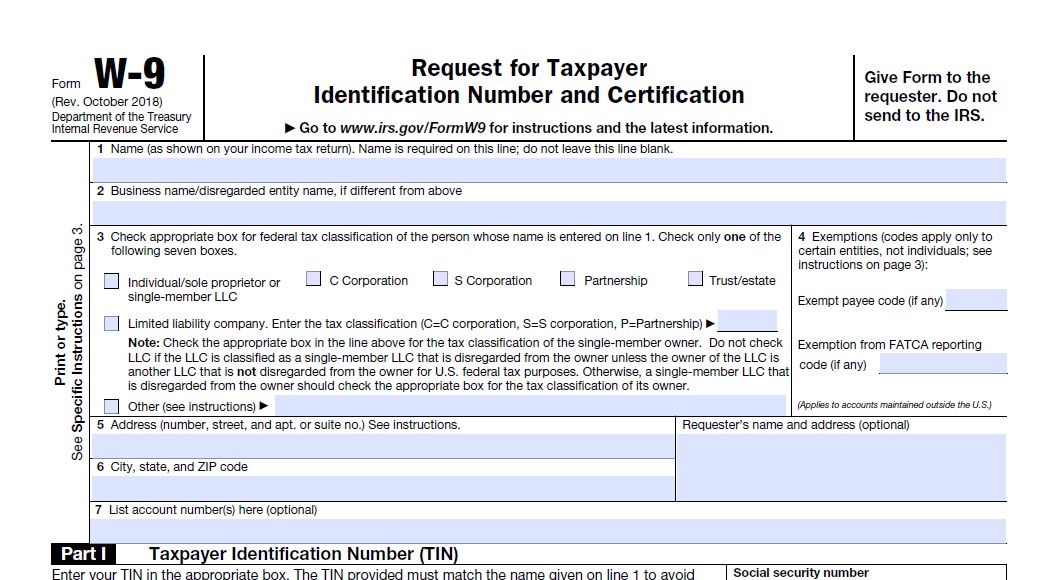 Form W-9
(Rev. October 2018)
Department of the Treasury
Internal Revenue Service
Request for Taxpayer
Identification Number and Certification
▶ Go to www.irs.gov/FormW9 for instructions and the latest information.
Give Form to the
requester. Do not
send to the IRS.
Print or type.
See Specific Instructions on page 3.
1 Name (as shown on your income tax return). Name is required on this line; do not leave this line blank.
2 Business name/disregarded entity name, if different from above
3 Check appropriate box for federal tax classification of the person whose name is entered on line 1. Check only one of the
following seven boxes.
Individual/sole proprietor or
single-member LLC
C Corporation
S Corporation
Partnership
Trust/estate
Limited liability company. Enter the tax classification (C=C corporation, S=S corporation, P=Partnership) ▶
Note: Check the appropriate box in the line above for the tax classification of the single-member owner. Do not check
LLC if the LLC is classified as a single-member LLC that is disregarded from the owner unless the owner of the LLC is
another LLC that is not disregarded from the owner for U.S. federal tax purposes. Otherwise, a single-member LLC that
is disregarded from the owner should check the appropriate box for the tax classification of its owner.
Other (see instructions) ▶
4 Exemptions (codes apply only to
certain entities, not individuals; see
instructions on page 3):
Exempt payee code (if any)
Exemption from FATCA reporting
code (if any)
(Applies to accounts maintained outside the U.S.)
5 Address (number, street, and apt. or suite no.) See instructions.
Requester's name and address (optional)
6 City, state, and ZIP code
7 List account number(s) here (optional)
Part I Taxpayer Identification Number (TIN)
Enter your TIN in the appropriate box. The TIN provided must match the name given on line 1 to avoid
Social security number